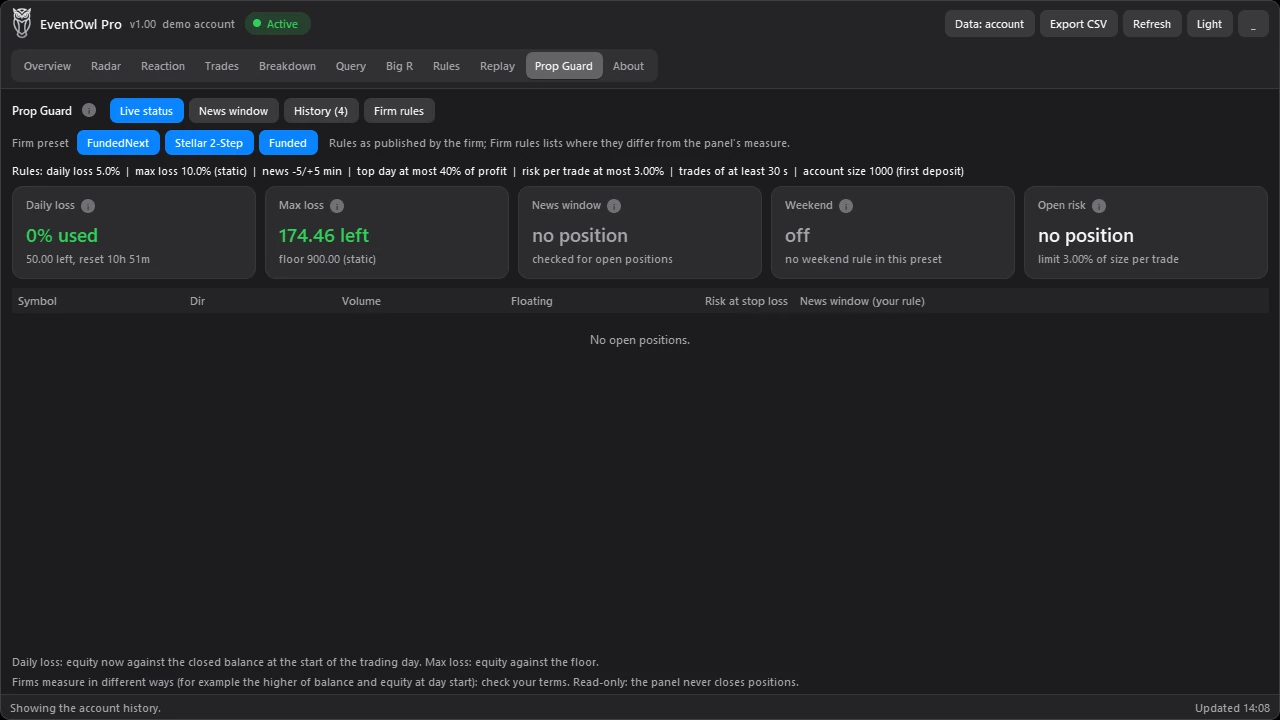 EventOwl Pro v1.00 demo account Active Data: account Export CSV Refresh Light _
Overview Radar Reaction Trades Breakdown Query Big R Rules Replay Prop Guard About
Prop Guard i Live status News window History (4) Firm rules
Firm preset FundedNext Stellar 2-Step Funded Rules as published by the firm; Firm rules lists where they differ from the panel's measure.
Rules: daily loss 5.0% | max loss 10.0% (static) | news -5/+5 min | top day at most 40% of profit | risk per trade at most 3.00% | trades of at least 30 s | account size 1000 (first deposit)
Daily loss i Max loss i News window i Weekend i Open risk i
0% used 174.46 left no position off no position
50.00 left, reset 10h 51m floor 900.00 (static) checked for open positions no weekend rule in this preset limit 3.00% of size per trade
Symbol Dir Volume Floating Risk at stop loss News window (your rule)
No open positions.
Daily loss: equity now against the closed balance at the start of the trading day. Max loss: equity against the floor.
Firms measure in different ways (for example the higher of balance and equity at day start): check your terms. Read-only: the panel never closes positions.
Showing the account history. Updated 14:08